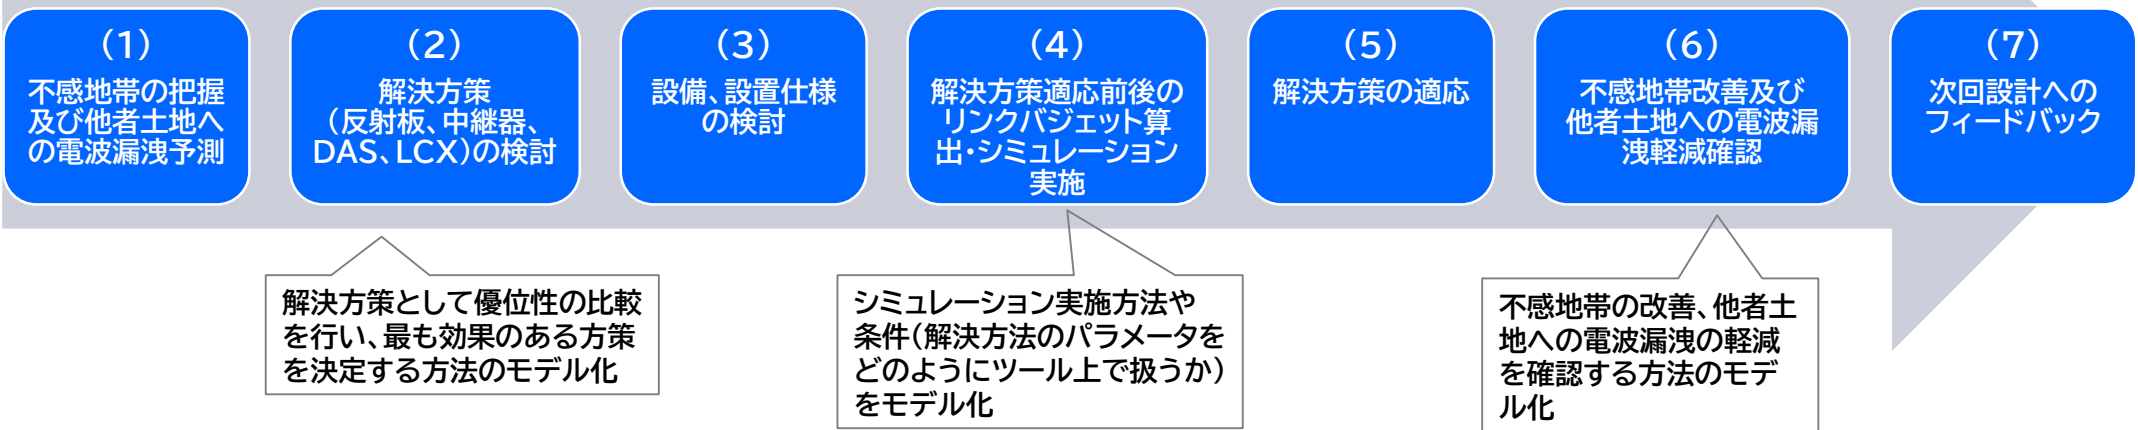 (1)
不感地帯の把握
及び他者土地へ
の電波漏洩予測
(2)
解決方策
(反射板、中継器、
DAS、LCX)の検討
(3)
設備、設置仕様
の検討
(4)
解決方策適応前後の
リンクバジェット算
出・シミュレーション
実施
(5)
解決方策の適応
(6)
不感地帯改善及び
他者土地への電波漏
洩軽減確認
(7)
次回設計への
フィードバック
解決方策として優位性の比較
を行い、最も効果のある方策
を決定する方法のモデル化
シミュレーション実施方法や
条件(解決方法のパラメータを
どのようにツール上で扱うか)
をモデル化
不感地帯の改善、他者土
地への電波漏洩の軽減
を確認する方法のモデ
ル化